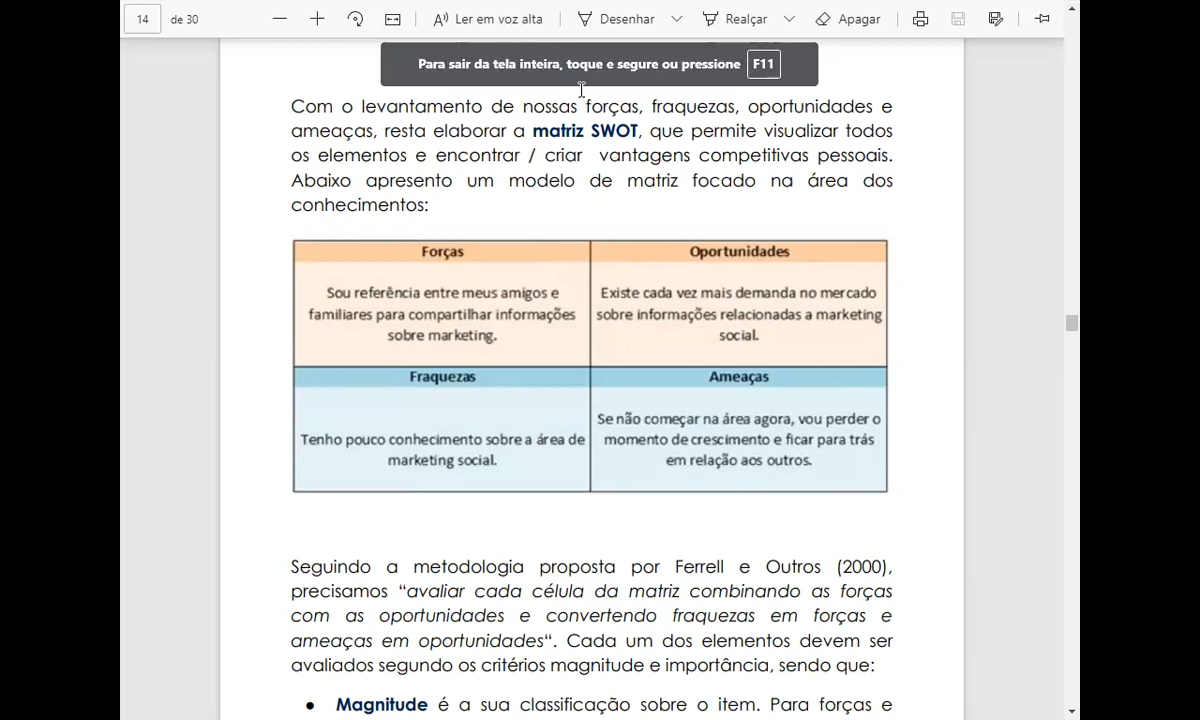 14 de 30 Ler em voz alta Desenhar Realçar Apagar
Para sair da tela inteira, toque e segure ou pressione F11
Com o levantamento de nossas forças, fraquezas, oportunidades e
ameaças, resta elaborar a matriz SWOT, que permite visualizar todos
os elementos e encontrar / criar vantagens competitivas pessoais.
Abaixo apresento um modelo de matriz focado na área dos
conhecimentos:
Forças
Sou referência entre meus amigos e
familiares para compartilhar informações
sobre marketing.
Oportunidades
Existe cada vez mais demanda no mercado
sobre informações relacionadas a marketing
social.
Fraquezas
Tenho pouco conhecimento sobre a área de
marketing social.
Ameaças
Se não começar na área agora, vou perder o
momento de crescimento e ficar para trás
em relação aos outros.
Seguindo a metodologia proposta por Ferrell e Outros (2000),
precisamos “avaliar cada célula da matriz combinando as forças
com as oportunidades e convertendo fraquezas em forças e
ameaças em oportunidades“. Cada um dos elementos devem ser
avaliados segundo os critérios magnitude e importância, sendo que:
● Magnitude é a sua classificação sobre o item. Para forças e